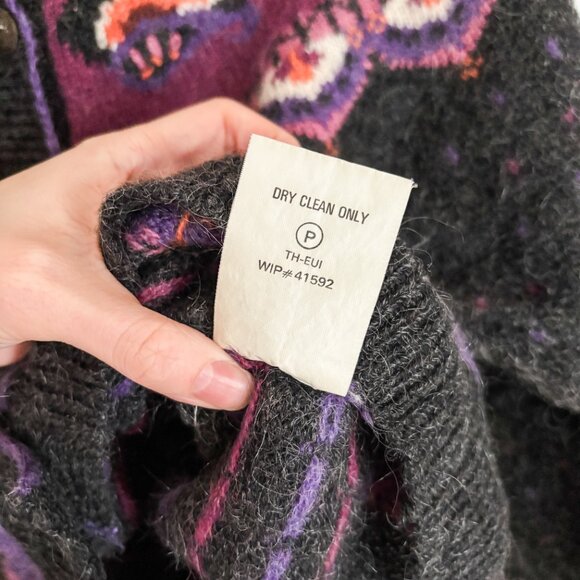 DRY CLEAN ONLY
P
TH-EUI
WIP#41592